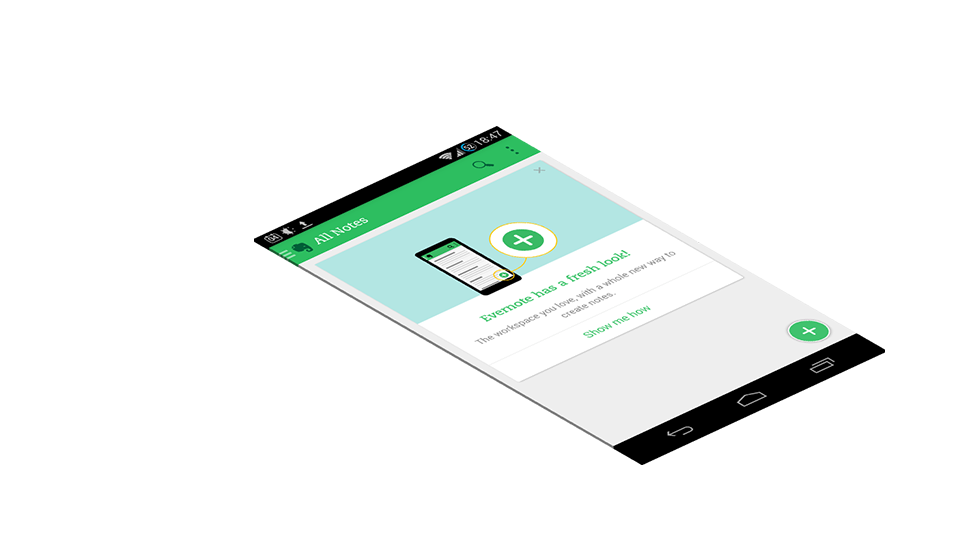 18:47
All Notes
Evernote has a fresh look!
The workspace you love, with a whole new way to
create notes.
Show me how